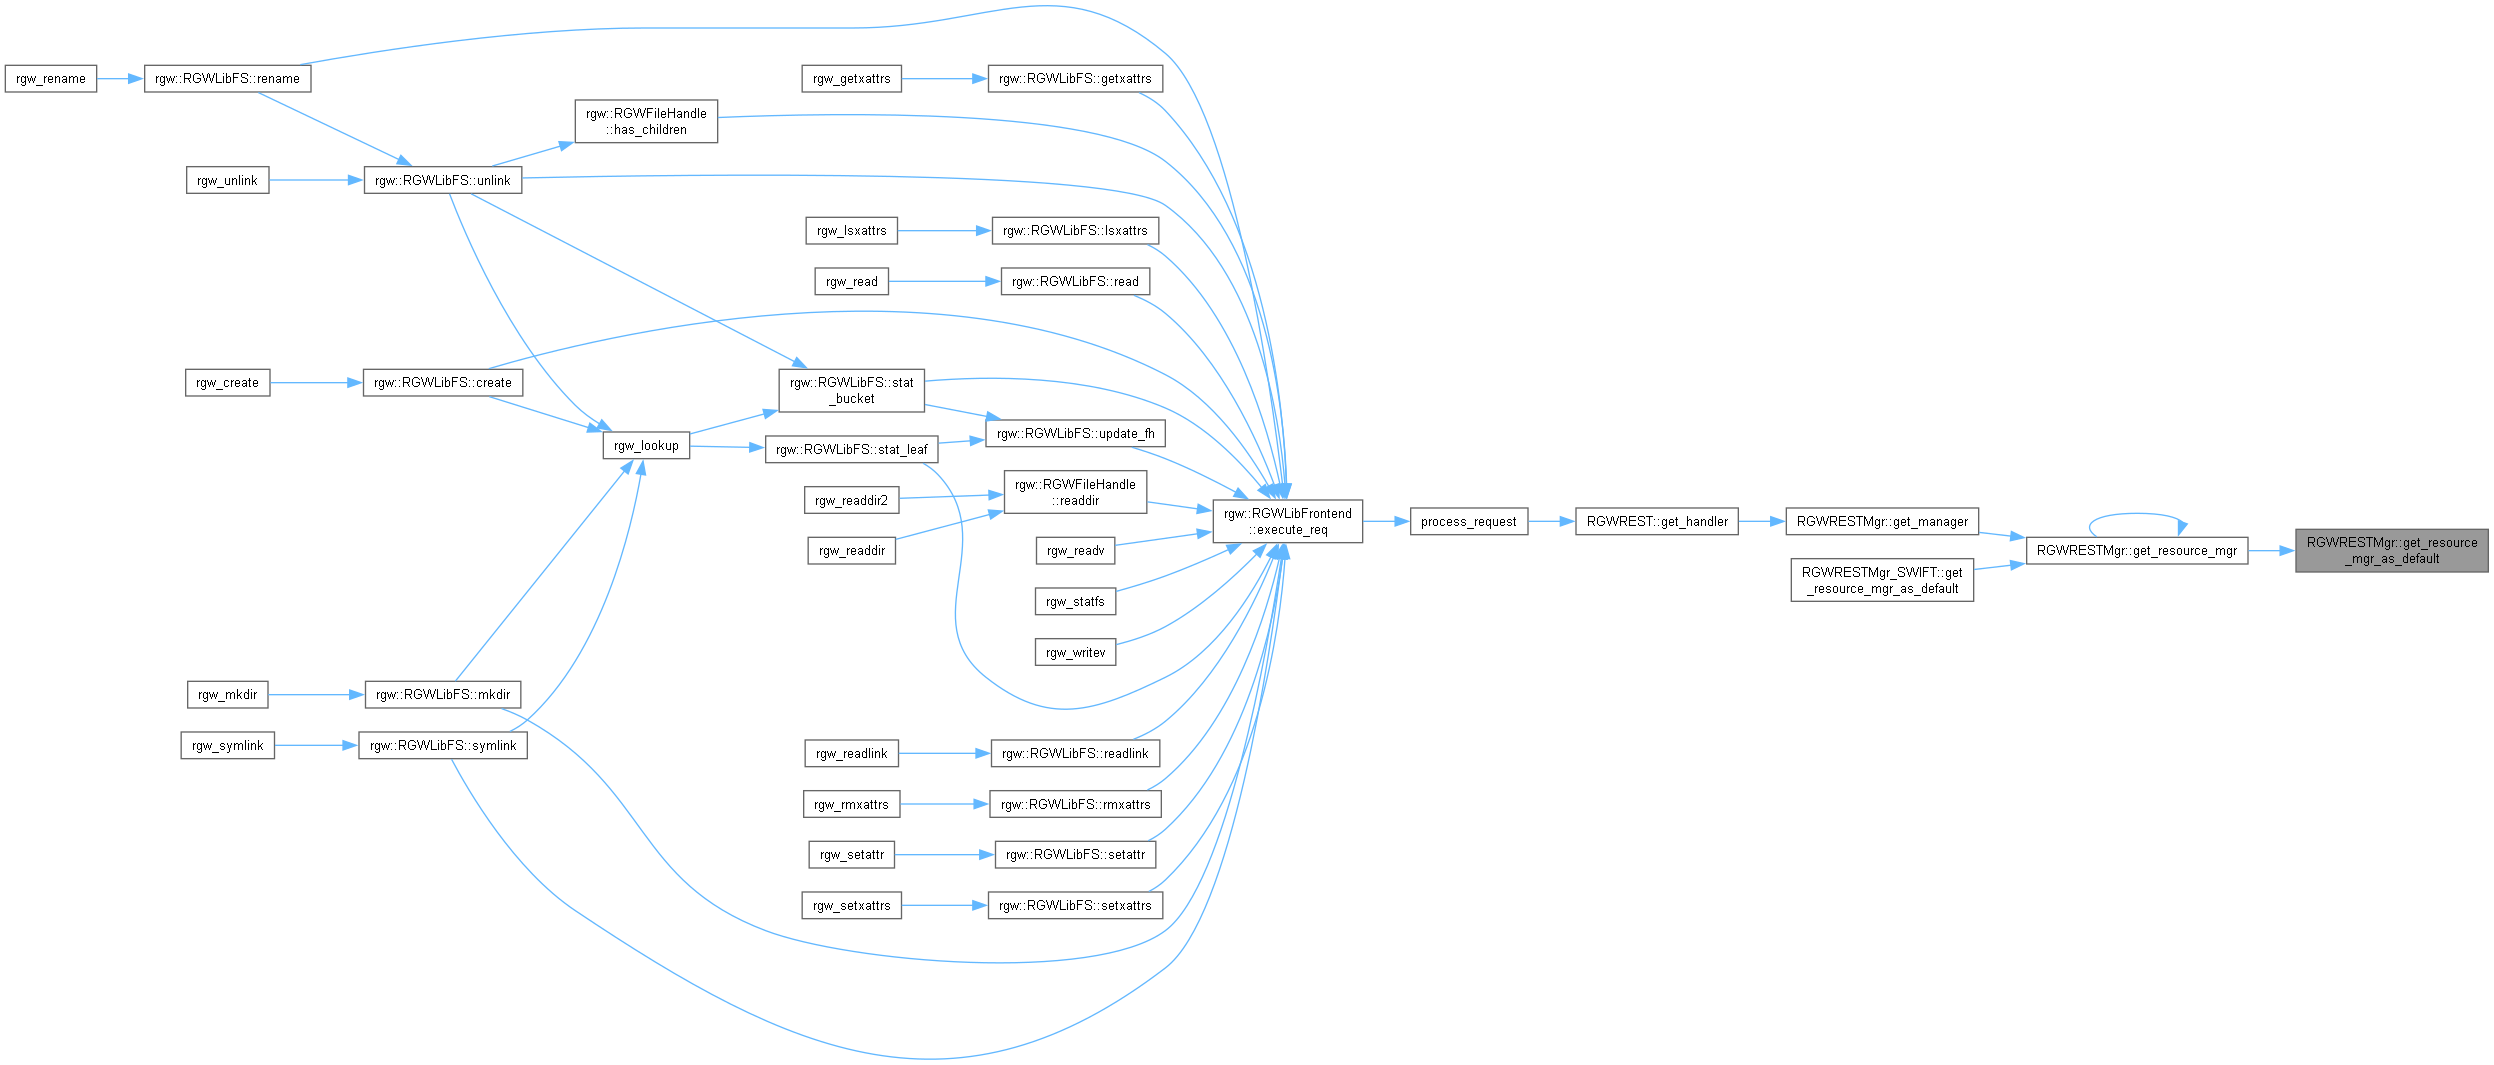 rgw_rename
rgw::RGWLibFS::rename
rgw_getxattrs
rgw::RGWLibFS::getxattrs
rgw::RGWFileHandle
::has_children
rgw_unlink
rgw::RGWLibFS::unlink
rgw_lsxattrs
rgw::RGWLibFS::lsxattrs
rgw_read
rgw::RGWLibFS::read
rgw_create
rgw::RGWLibFS::create
rgw::RGWLibFS::stat
_bucket
rgw::RGWLibFS::update_fh
rgw_lookup
rgw::RGWLibFS::stat_leaf
rgw_readdir2
rgw::RGWFileHandle
::readdir
rgw_readdir
rgw_readv
rgw::RGWLibFrontend
::execute_req
process_request
RGWREST::get_handler
RGWRESTMgr::get_manager
RGWRESTMgr_SWIFT::get
_resource_mgr_as_default
RGWRESTMgr::get_resource_mgr
RGWRESTMgr::get_resource
_mgr_as_default
rgw_statfs
rgw_writev
rgw_mkdir
rgw::RGWLibFS::mkdir
rgw_symlink
rgw::RGWLibFS::symlink
rgw_readlink
rgw::RGWLibFS::readlink
rgw_rmxattrs
rgw::RGWLibFS::rmxattrs
rgw_setattr
rgw::RGWLibFS::setattr
rgw_setxattrs
rgw::RGWLibFS::setxattrs